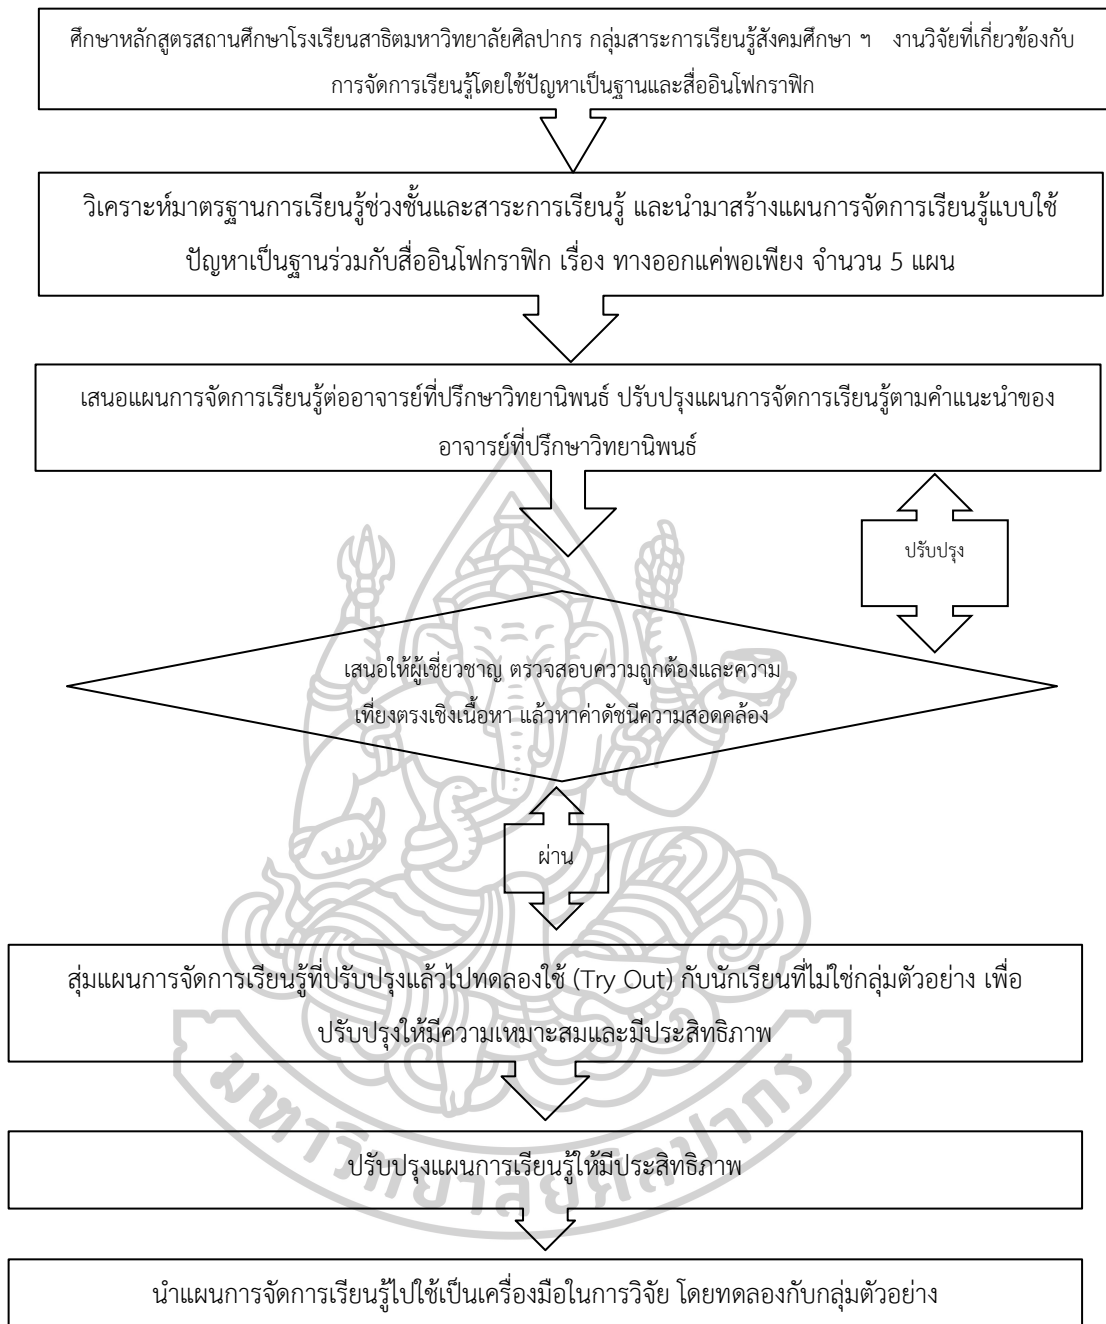 ศึกษาหลักสูตรสถานศึกษาโรงเรียนสาธิตมหาวิทยาลัยศิลปากร กลุ่มสาระการเรียนรู้สังคมศึกษา ฯ งานวิจัยที่เกี่ยวข้องกับ
การจัดการเรียนรู้โดยใช้ปัญหาเป็นฐานและสื่ออินโฟกราฟิก
วิเคราะห์มาตรฐานการเรียนรู้ช่วงชั้นและสาระการเรียนรู้ และนำมาสร้างแผนการจัดการเรียนรู้แบบใช้
ปัญหาเป็นฐานร่วมกับสื่ออินโฟกราฟิก เรื่อง ทางออกแค่พอเพียง จำนวน 5 แผน
เสนอแผนการจัดการเรียนรู้ต่ออาจารย์ที่ปรึกษาวิทยานิพนธ์ ปรับปรุงแผนการจัดการเรียนรู้ตามคำแนะนำของ
อาจารย์ที่ปรึกษาวิทยานิพนธ์
ปรับปรุง
เสนอให้ผู้เชี่ยวชาญ ตรวจสอบความถูกต้องและความ
เที่ยงตรงเชิงเนื้อหา แล้วหาค่าดัชนีความสอดคล้อง
ผ่าน
สุ่มแผนการจัดการเรียนรู้ที่ปรับปรุงแล้วไปทดลองใช้ (Try Out) กับนักเรียนที่ไม่ใช่กลุ่มตัวอย่าง เพื่อ
ปรับปรุงให้มีความเหมาะสมและมีประสิทธิภาพ
ปรับปรุงแผนการเรียนรู้ให้มีประสิทธิภาพ
มหาวิทยาลัยศิลปากร
นำแผนการจัดการเรียนรู้ไปใช้เป็นเครื่องมือในการวิจัย โดยทดลองกับกลุ่มตัวอย่าง